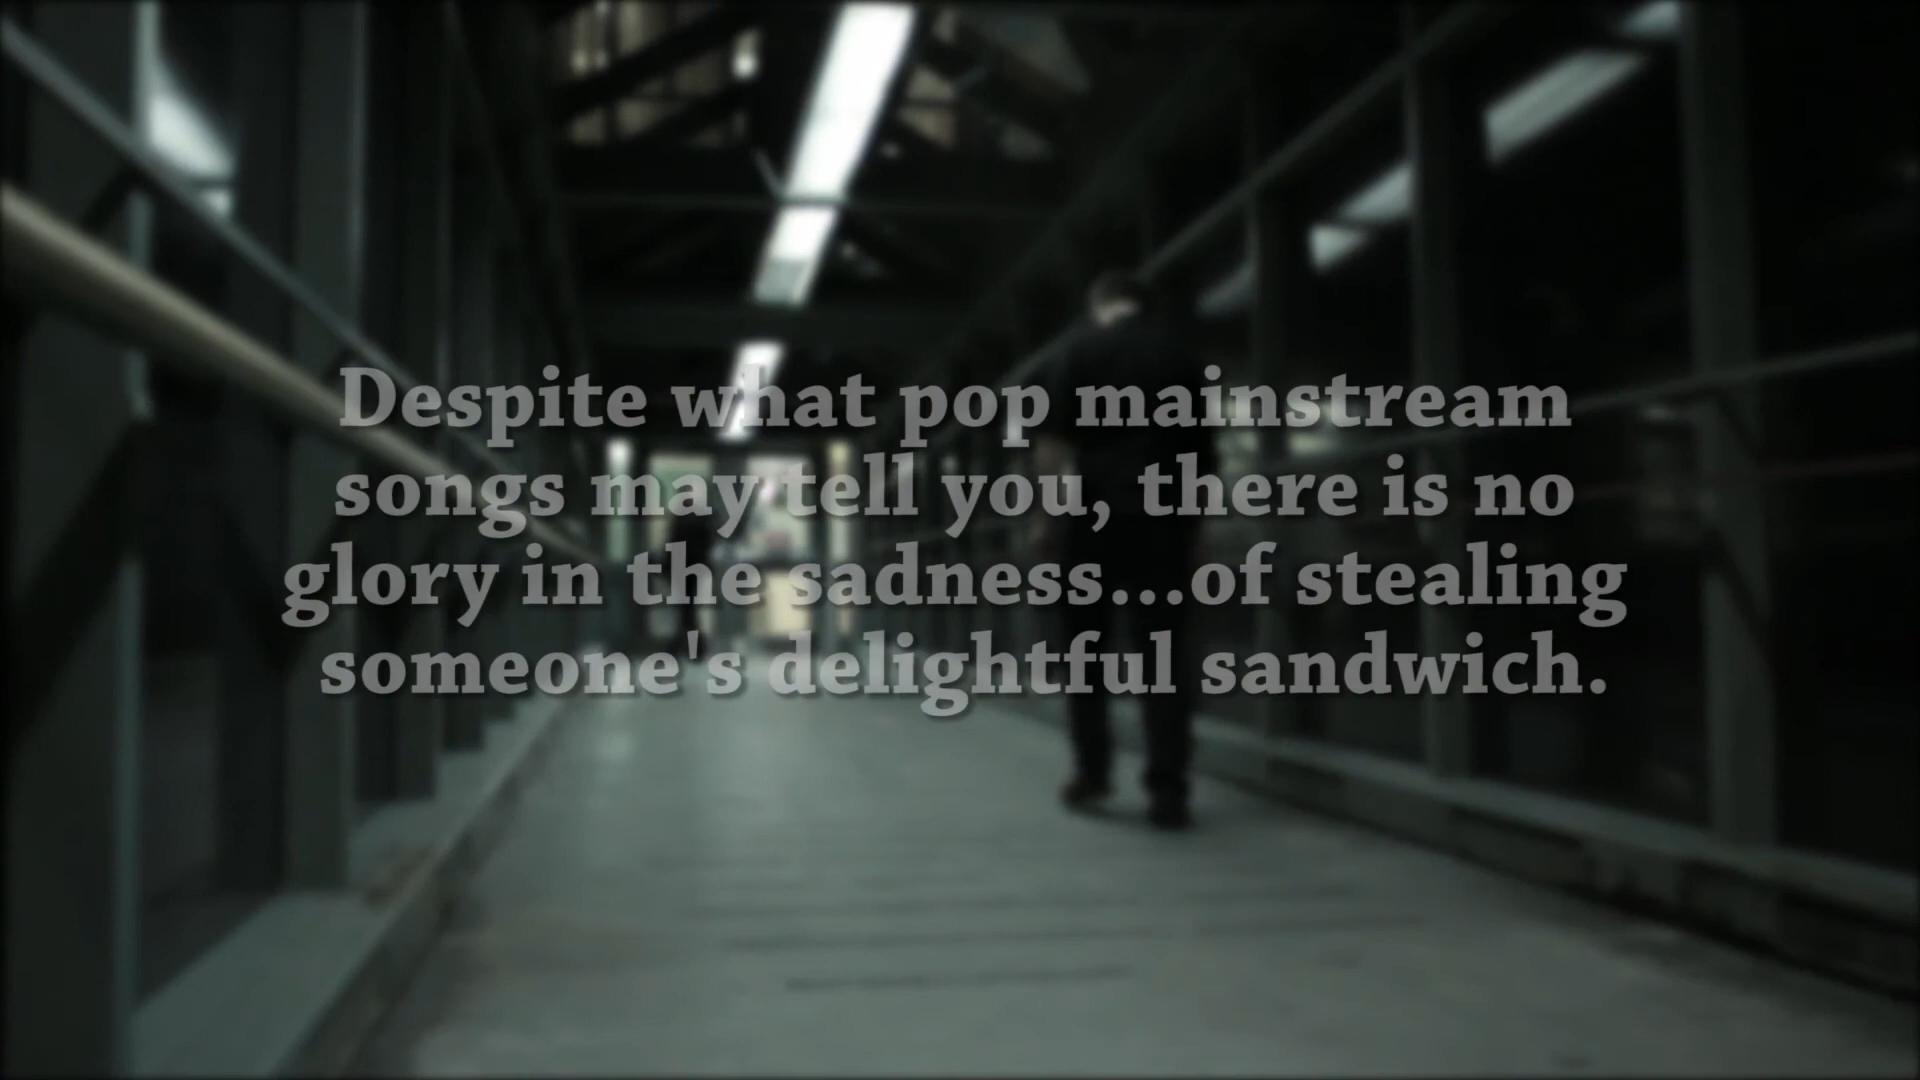 Despite what pop mainstream
songs may tell you, there is no
glory in the sadness...of stealing
someone's delightful sandwich.